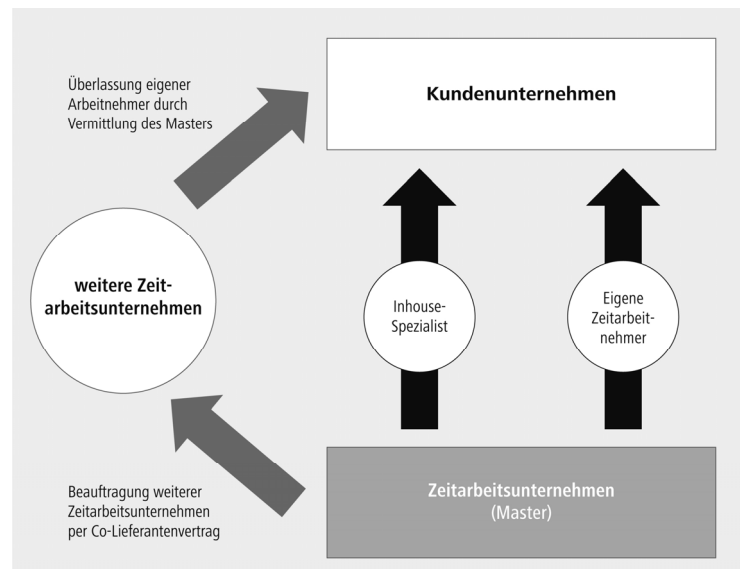 Überlassung eigener
Arbeitnehmer durch
Vermittlung des Masters
Kundenunternehmen
weitere Zeit-
arbeitsunternehmen
Inhouse-
Spezialist
Eigene
Zeitarbeit-
nehmer
Beauftragung weiterer
Zeitarbeitsunternehmen
per Co-Lieferantenvertrag
Zeitarbeitsunternehmen
(Master)